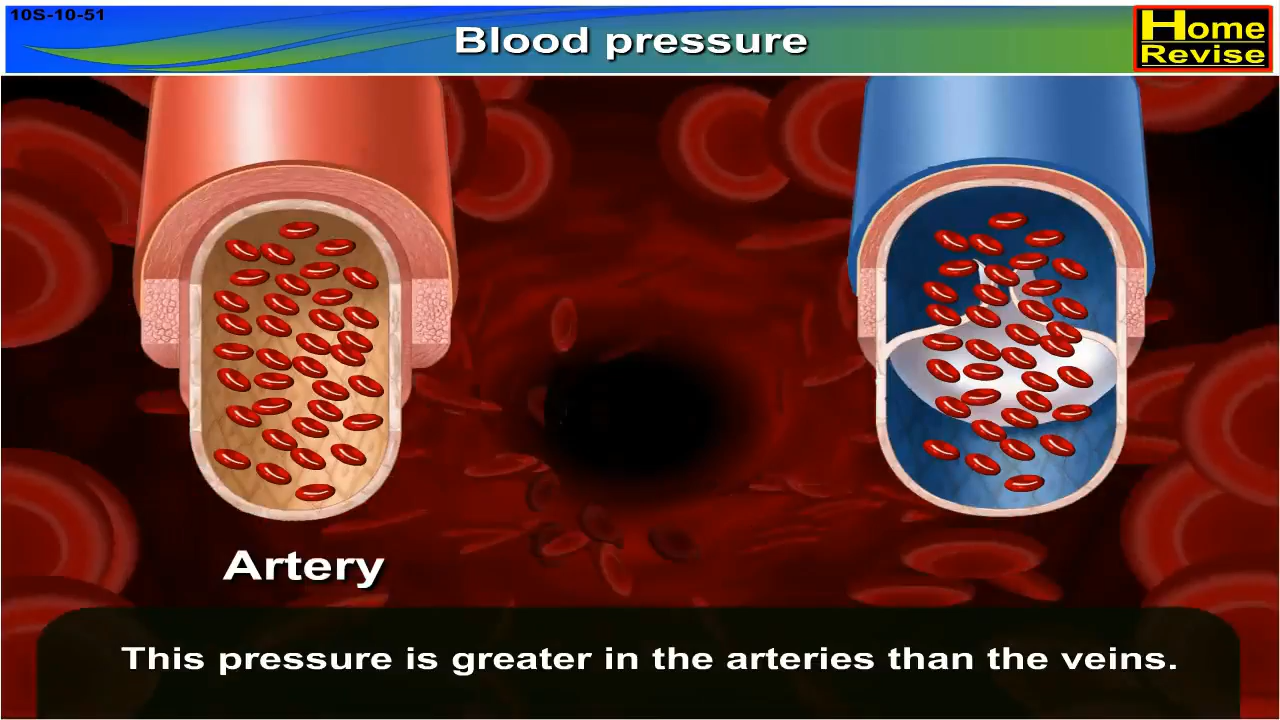 10S-10-51
Blood pressure
Home
Revise
Artery
This pressure is greater in the arteries than the veins.